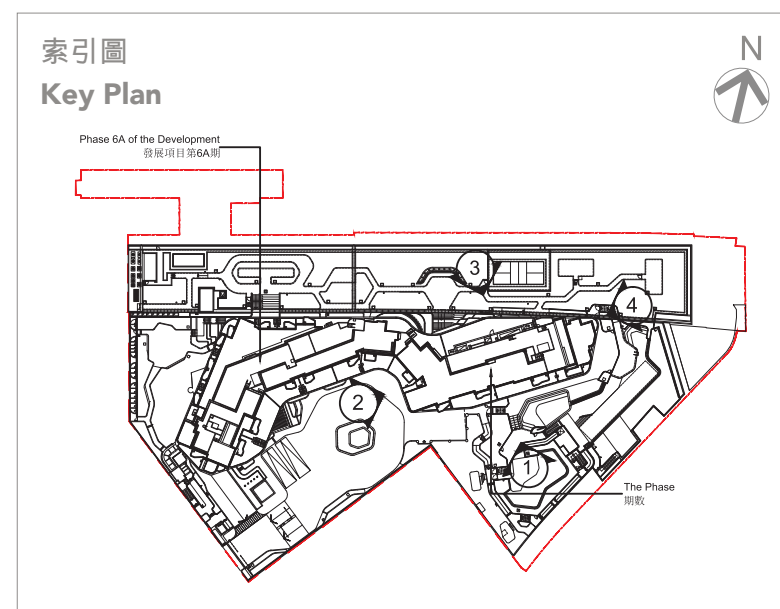 索引圖
Key Plan
N
Phase 6A of the Development
發展項目第6A期
3
4
2
1
The Phase
期數